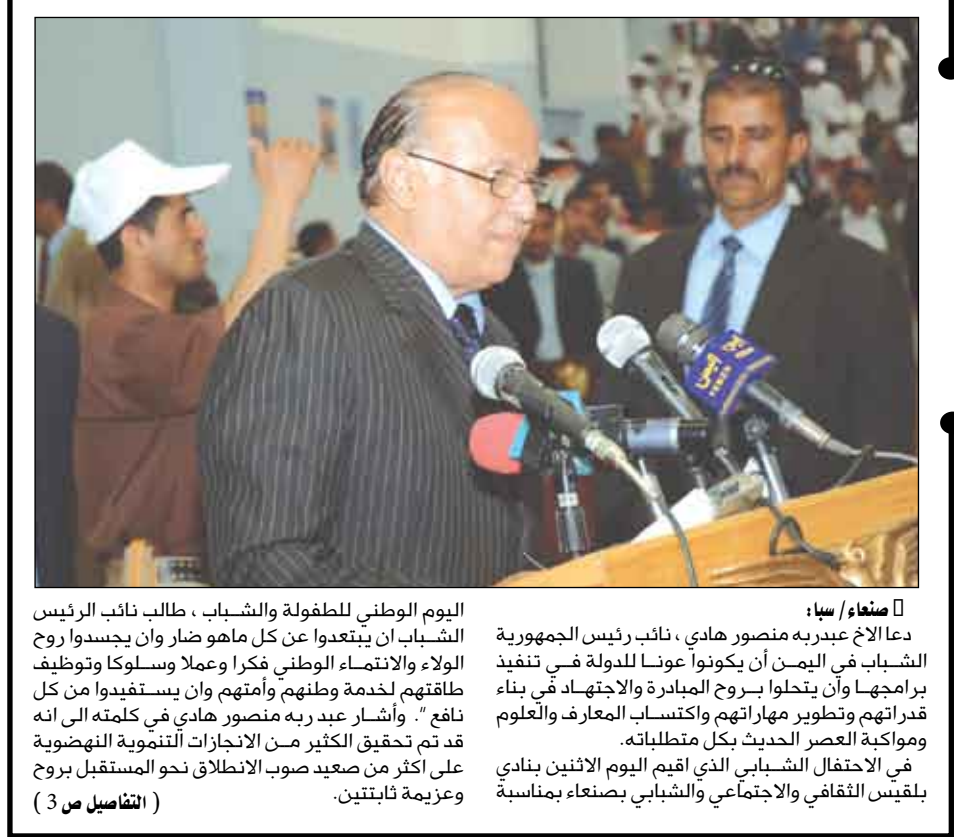 صنعاء / سبا :
دعا الاخ عبدربه منصور هادي ، نائب رئيس الجمهورية
الشباب في اليمن أن يكونوا عونا للدولة في تنفيذ
برامجها وأن يتحلوا بروح المبادرة والاجتهاد في بناء
قدراتهم وتطوير مهاراتهم واكتساب المعارف والعلوم
ومواكبة العصر الحديث بكل متطلباته.
في الاحتفال الشبابي الذي اقيم اليوم الاثنين بنادي
بلقيس الثقافي والاجتماعي والشبابي بصنعاء بمناسبة
اليوم الوطني للطفولة والشباب ، طالب نائب الرئيس
الشباب ان يبتعدوا عن كل ماهو ضار وان يجسدوا روح
الولاء والانتماء الوطني فكرا وعملا وسلوكا وتوظيف
طاقتهم لخدمة وطنهم وأمتهم وان يستفيدوا من كل
نافع ". وأشار عبد ربه منصور هادي في كلمته الى انه
قد تم تحقيق الكثير من الانجازات التنموية النهضوية
على اكثر من صعيد صوب الانطلاق نحو المستقبل بروح
وعزيمة ثابتتين.
( التفاصيل ص 3 )